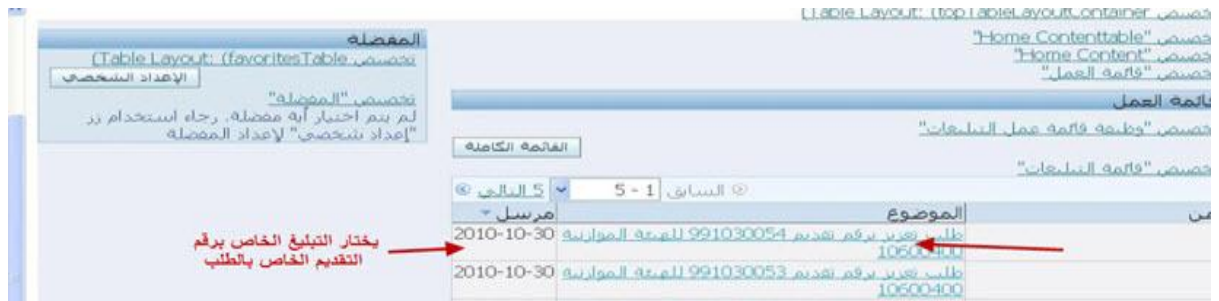 تخصيص Table Layout: (topTableLayoutContainer)
تخصيص "Home Contenttable"
تخصيص "Home Content"
تخصيص "قائمة العمل"
قائمة العمل
تخصيص "وظيفة قائمة عمل التبليغات"
القائمة الكاملة
تخصيص "قائمة التبليغات"
السابق 1 - 5 5 التالي
من الموضوع مرسل
طلب تعزيز برقم تقديم 991030054 للهيئة الموازنية 2010-10-30
10600400
طلب تعزيز برقم تقديم 991030053 للهيئة الموازنية 2010-10-30
10600400
المفضلة
تخصيص Table Layout: (favoritesTable)
الإعداد الشخصي
تخصيص "المفضلة"
لم يتم اختيار أية مفضلة. رجاء استخدام زر
"إعداد شخصي" لإعداد المفضلة
يختار التبليغ الخاص برقم
التقديم الخاص بالطلب